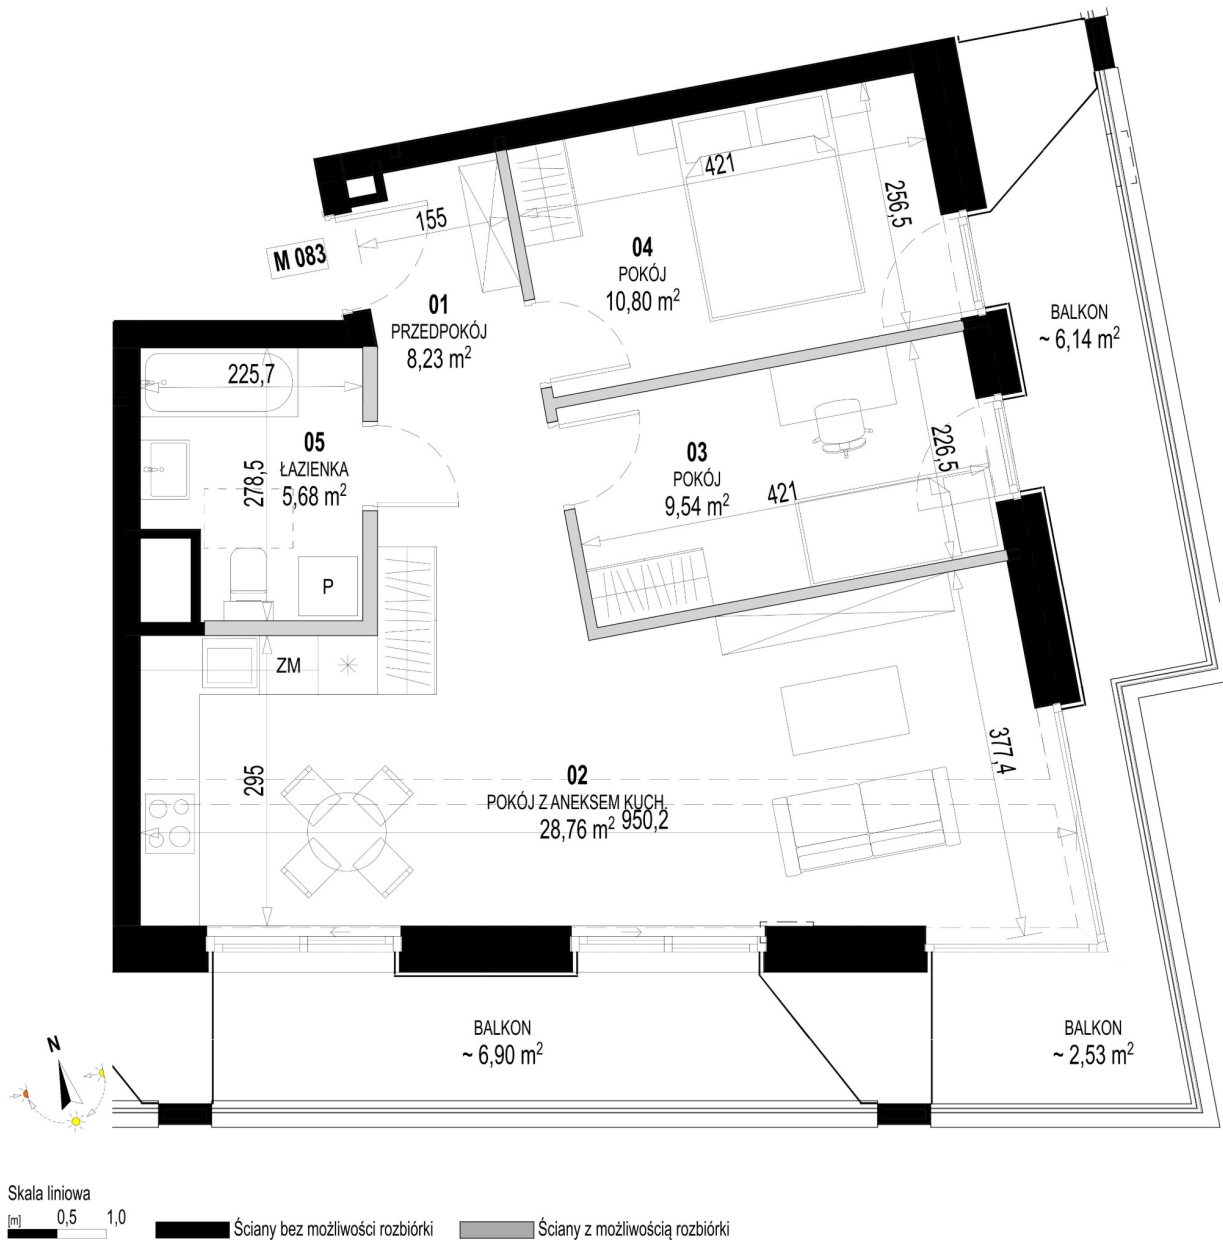 421
155
256,5
M 083
04
POKÓJ
10,80 m²
01
PRZEDPOKÓJ
8,23 m²
BALKON
~ 6,14 m²
225,7
05
ŁAZIENKA
5,68 m²
278,5
03
POKÓJ
9,54 m²
421
226,5
P
ZM
295
377,4
02
POKÓJ Z ANEKSEM KUCH.
28,76 m²
950,2
BALKON
~ 6,90 m²
BALKON
~ 2,53 m²
N
Skala liniowa
[m] 0,5 1,0
Ściany bez możliwości rozbiórki
Ściany z możliwością rozbiórki